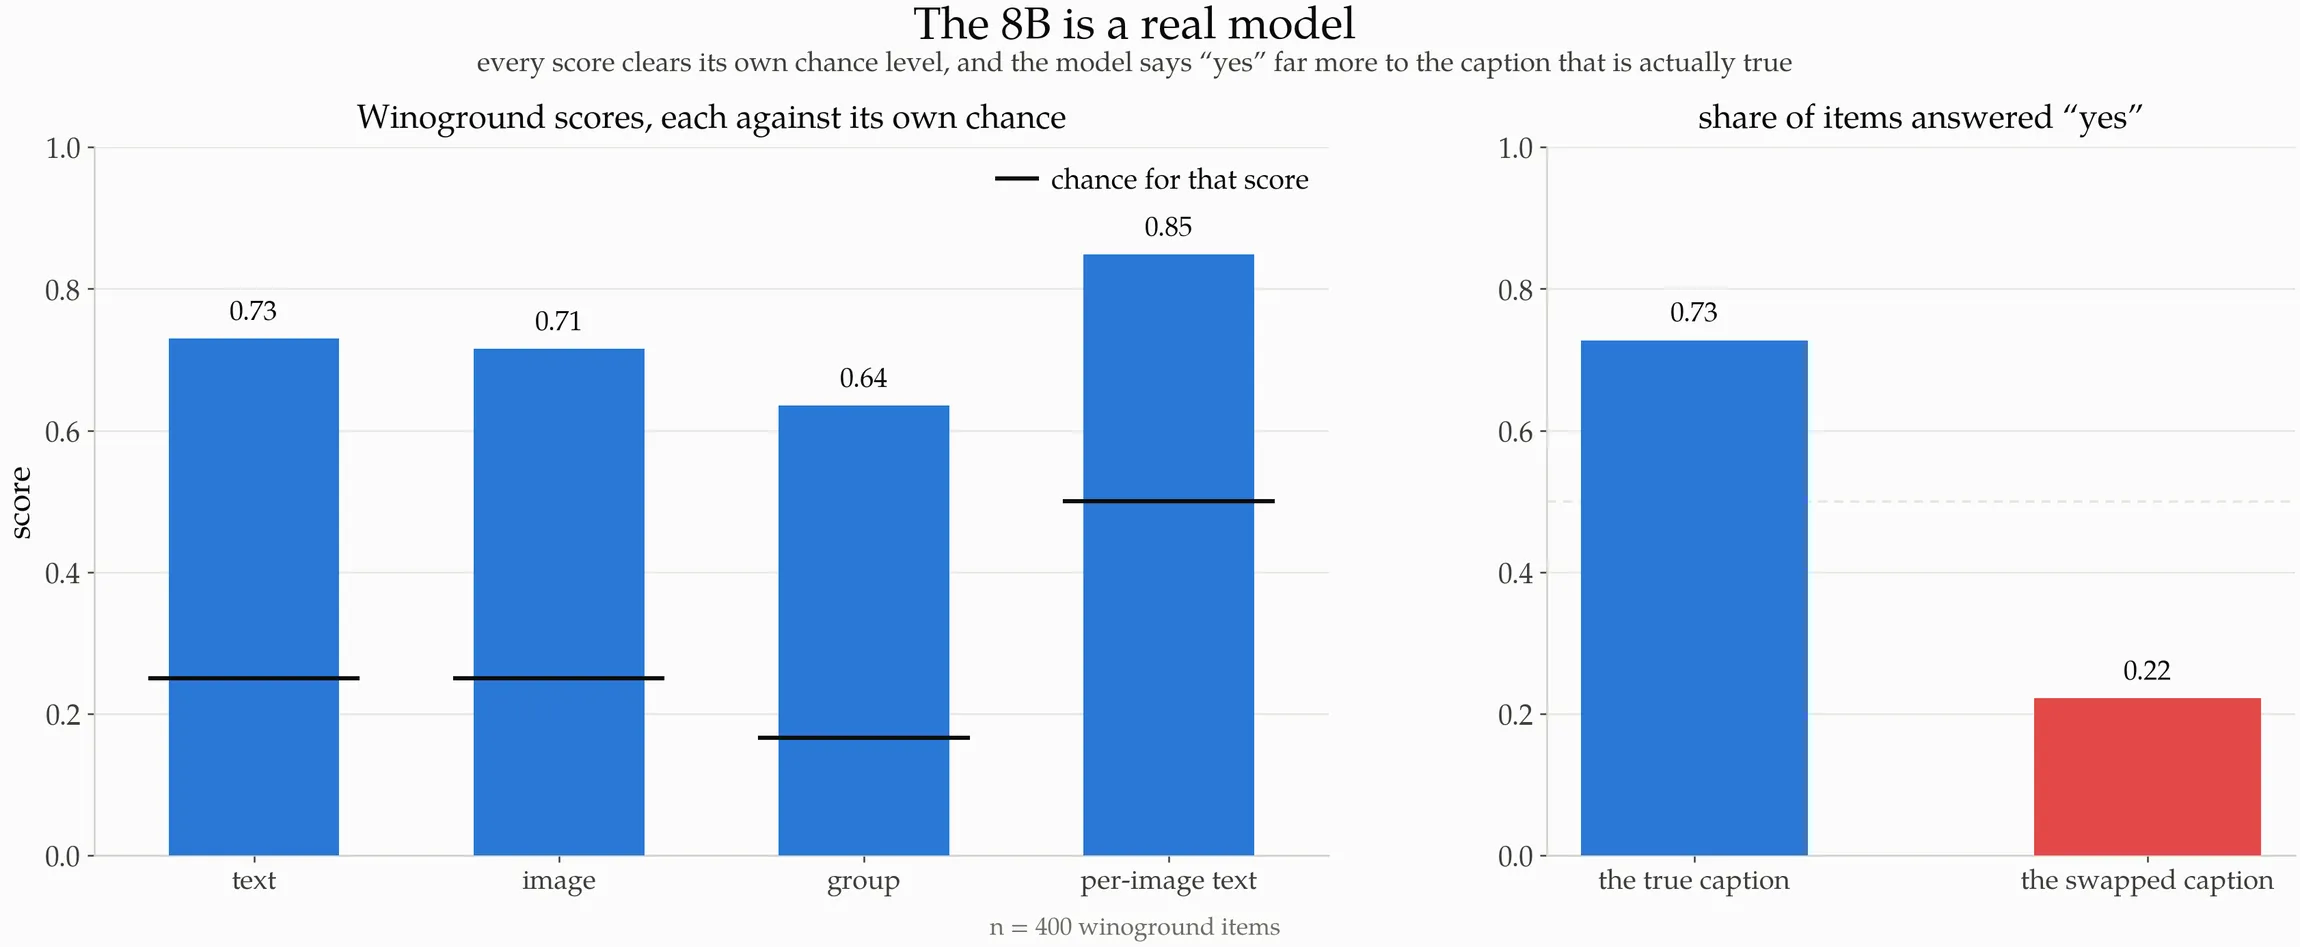 The 8B is a real model
every score clears its own chance level, and the model says “yes” far more to the caption that is actually true
Winoground scores, each against its own chance
chance for that score
score
1.0
0.8
0.6
0.4
0.2
0.0
0.73
0.71
0.64
0.85
text
image
group
per-image text
share of items answered “yes”
1.0
0.8
0.6
0.4
0.2
0.0
0.73
0.22
the true caption
the swapped caption
n = 400 winoground items